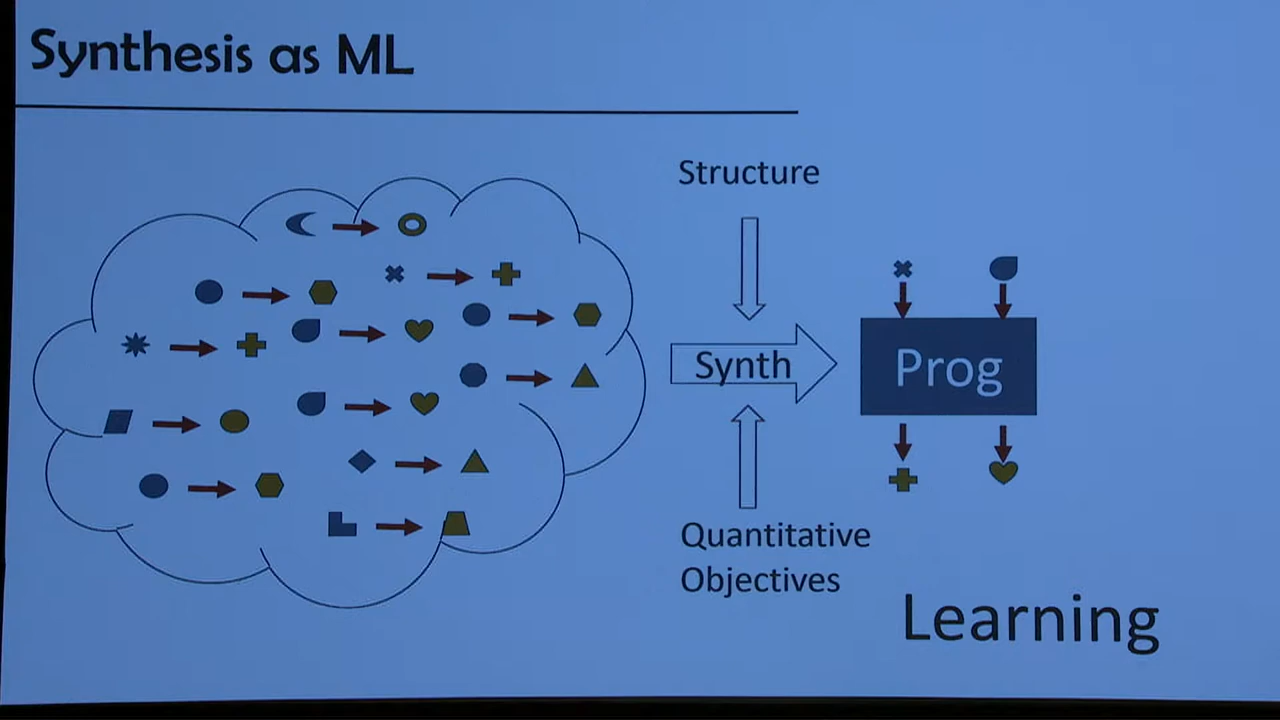 Synthesis as ML
Structure
Synth
Prog
Quantitative
Objectives
Learning